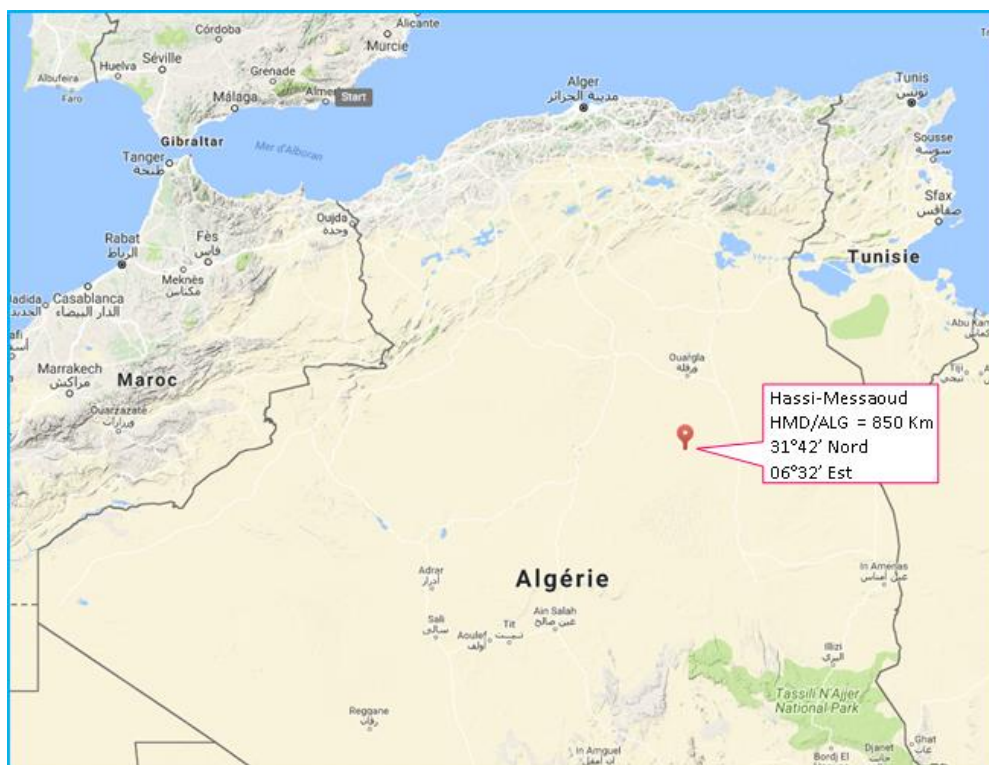 Alicante
Córdoba
Murcie
Huelva
Séville
Grenade
Albufeira
Faro
Málaga
Start
Alger
مدينة الجزائر
Tunis
تونس
Gibraltar
Mer d'Alboran
Sousse
سوسة
Tanger
طنجة
Sfax
صفاقس
Oujda
وجدة
Rabat
الرباط
Fès
فاس
Meknès
مكناس
Tunisie
Casablanca
الدار البيضاء
Marrakech
مراكش
Maroc
Ouarzazate
ورزازات
Ouargla
ورقلة
Hassi-Messaoud
HMD/ALG = 850 Km
31°42’ Nord
06°32’ Est
Algérie
Adrar
أدرار
In Amenas
عين أمناس
Ain Salah
عين صالح
Sali
سالي
Aoulef
أولف
Tit
تيت
Illizi
إليزي
Tassili N'Ajjer
National Park
Reggane
رقان
In Amguel
Djanet
جانت
Ghat
غات
Bordj El